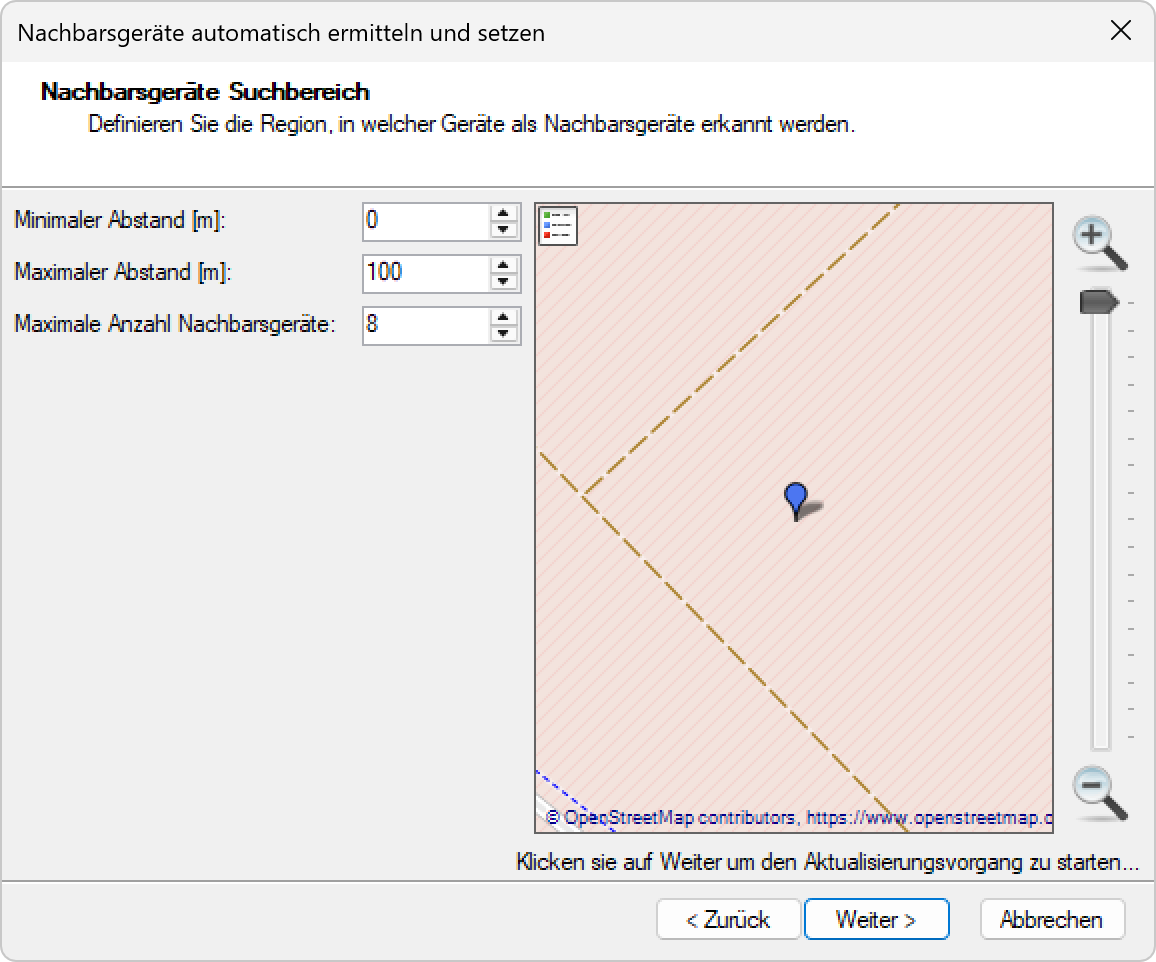 Nachbarsgeräte automatisch ermitteln und setzen
Nachbarsgeräte Suchbereich
Definieren Sie die Region, in welcher Geräte als Nachbarsgeräte erkannt werden.
Minimaler Abstand [m]: 0
Maximaler Abstand [m]: 100
Maximale Anzahl Nachbarsgeräte: 8
© OpenStreetMap contributors, https://www.openstreetmap.c
Klicken sie auf Weiter um den Aktualisierungsvorgang zu starten...
< Zurück Weiter > Abbrechen